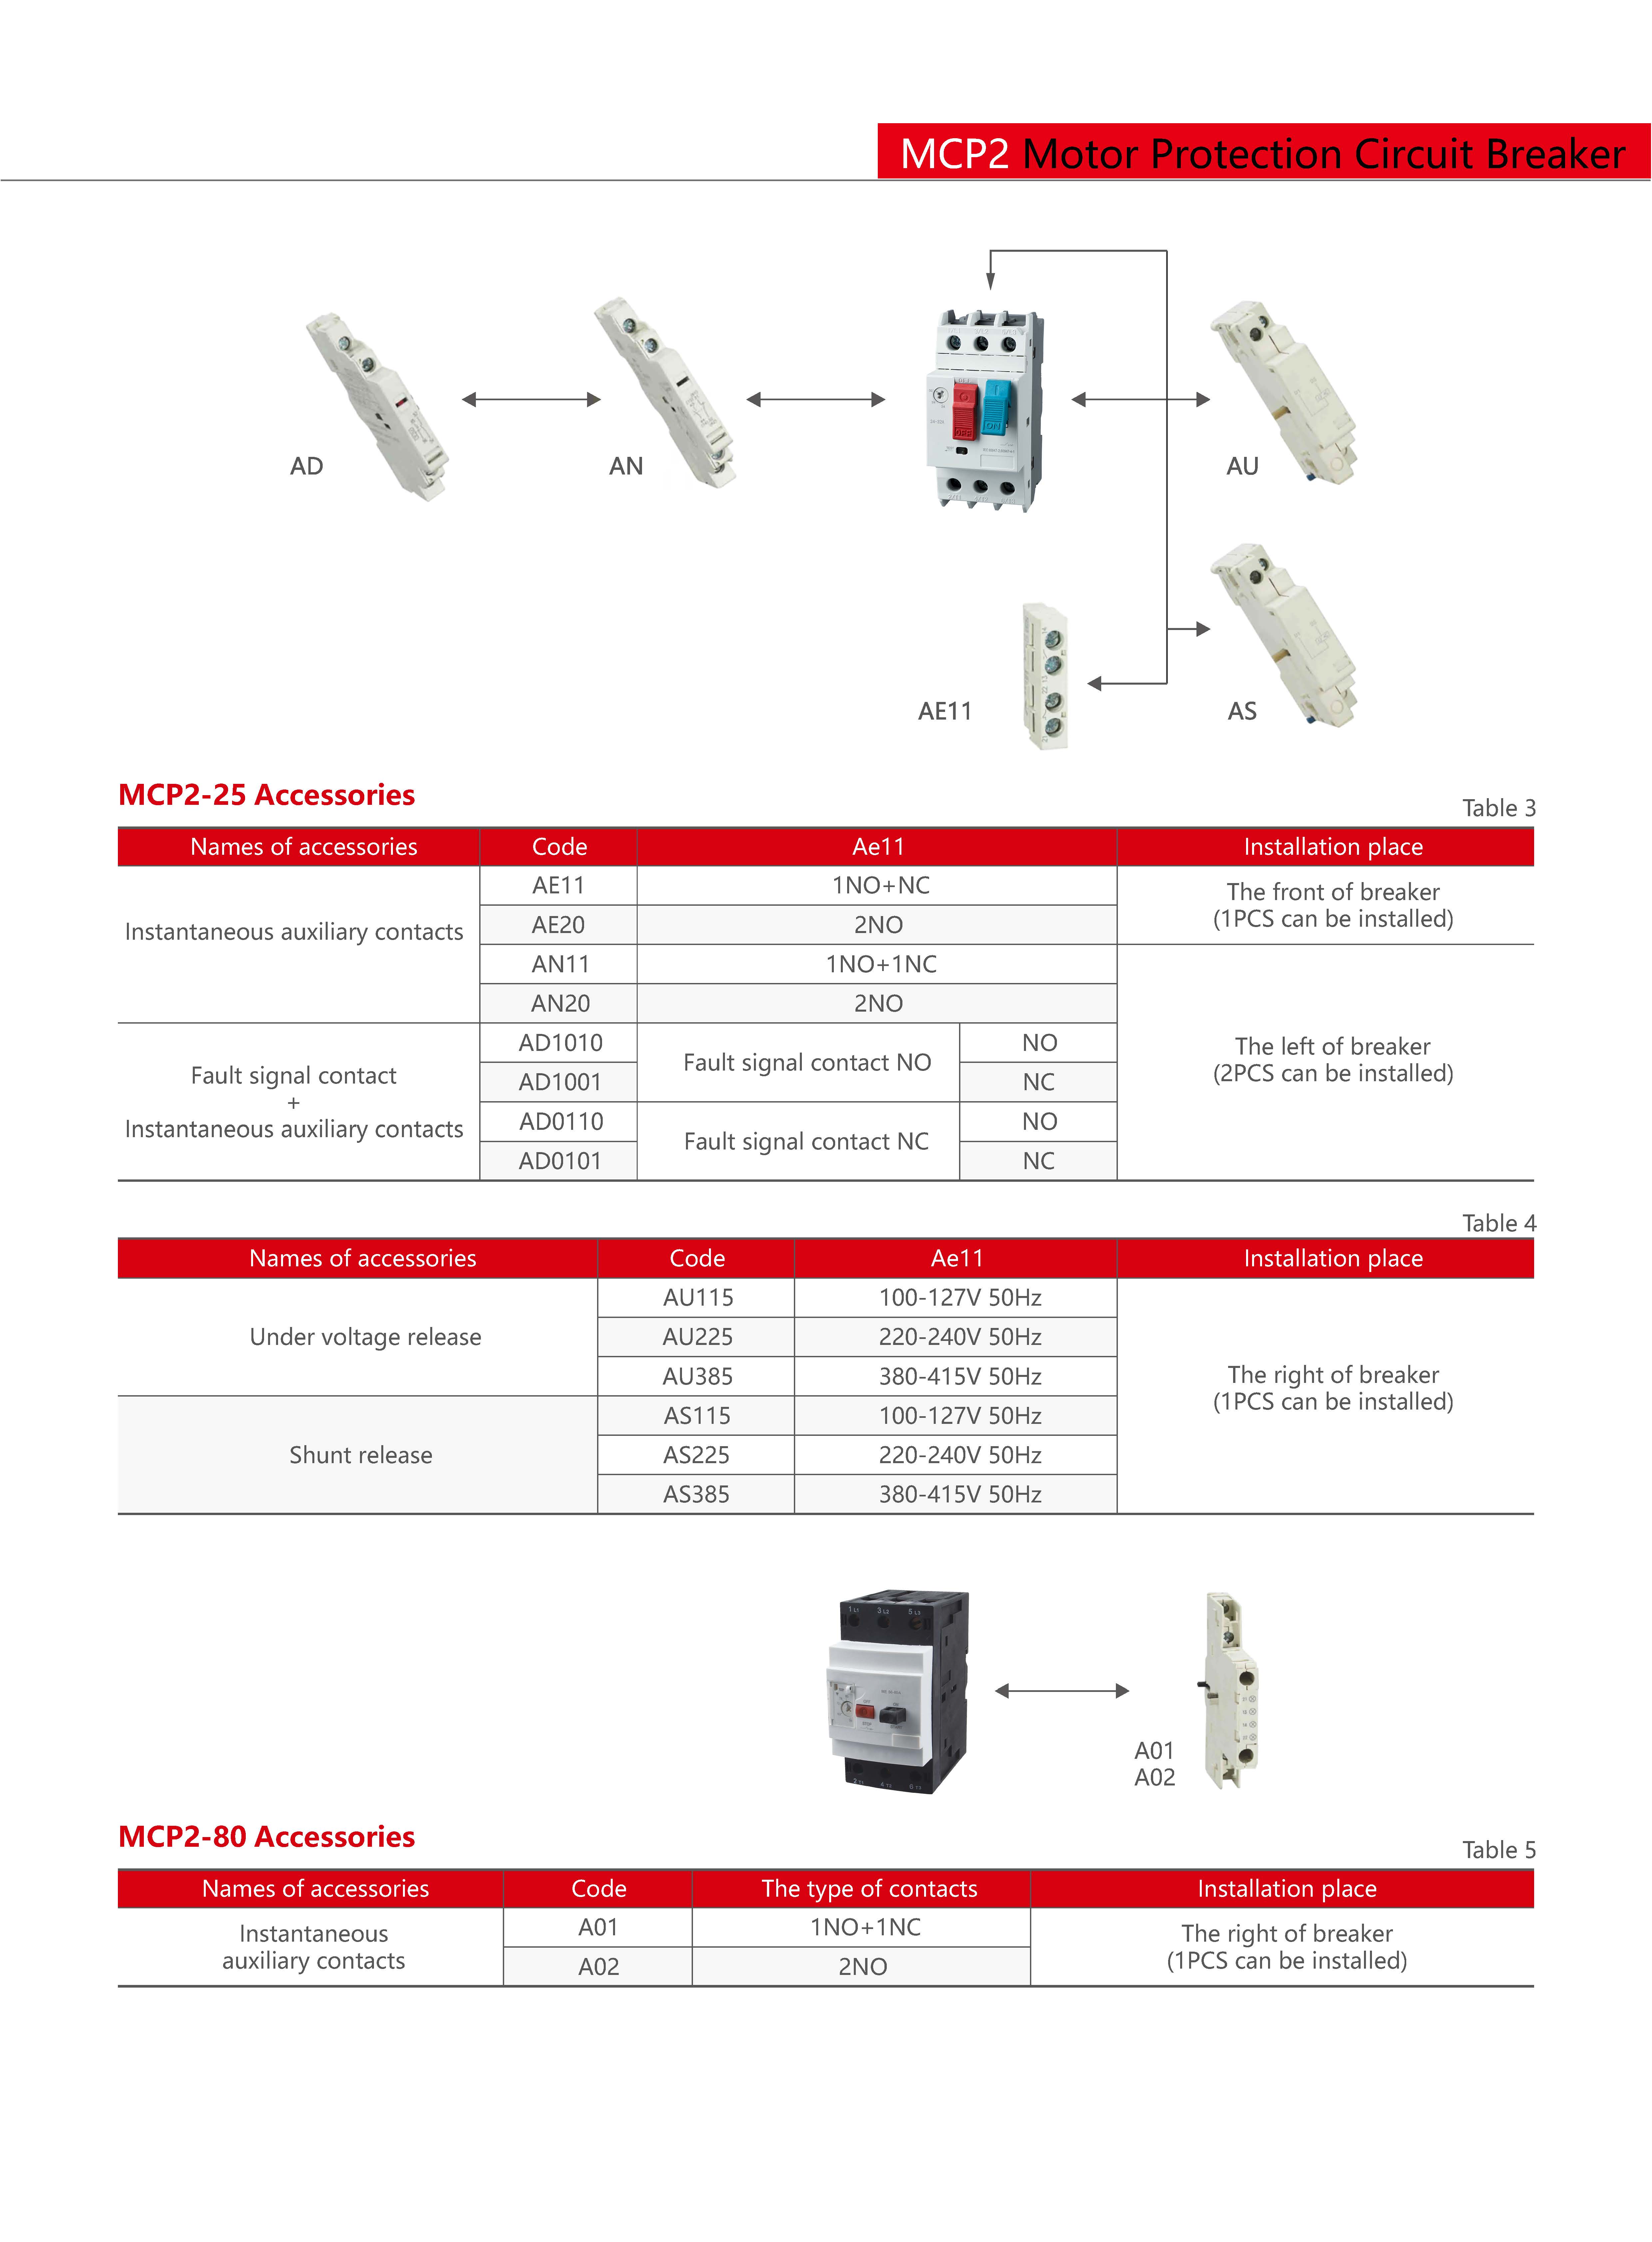 MCP2 Motor Protection Circuit Breaker
AD
AN
AU
OFF
ON
AE11
AS
MCP2-25 Accessories
Table 3
Names of accessories Code Ae11 Installation place
Instantaneous auxiliary contacts
AE11 1NO+NC
AE20 2NO
The front of breaker
(1PCS can be installed)
AN11 1NO+1NC
AN20 2NO
Fault signal contact
+
Instantaneous auxiliary contacts
AD1010 Fault signal contact NO NO
AD1001 NC
AD0110 Fault signal contact NC NO
AD0101 NC
The left of breaker
(2PCS can be installed)
Table 4
Names of accessories Code Ae11 Installation place
Under voltage release
AU115 100-127V 50Hz
AU225 220-240V 50Hz
AU385 380-415V 50Hz
Shunt release
AS115 100-127V 50Hz
AS225 220-240V 50Hz
AS385 380-415V 50Hz
The right of breaker
(1PCS can be installed)
1 L1 3 L2 5 L3
A01
A02
MCP2-80 Accessories
Table 5
Names of accessories Code The type of contacts Installation place
Instantaneous
auxiliary contacts
A01 1NO+1NC
A02 2NO
The right of breaker
(1PCS can be installed)